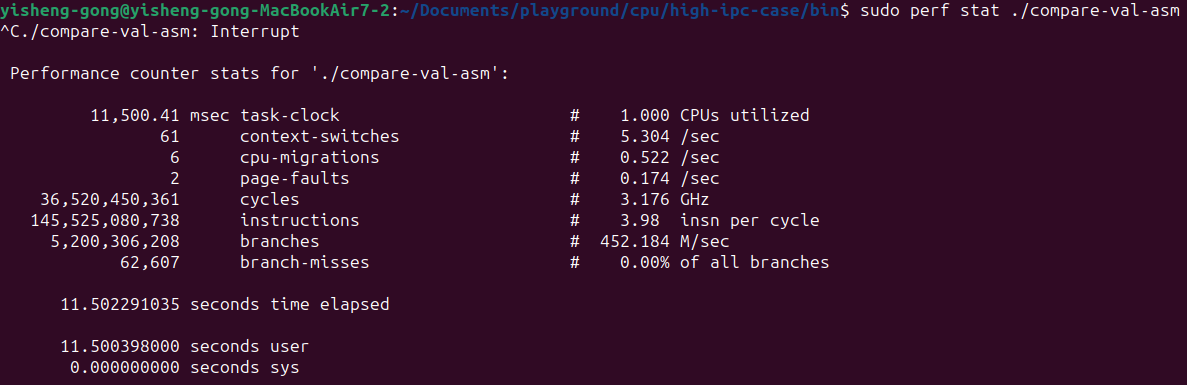 yisheng-gong@yisheng-gong-MacBookAir7-2:~/Documents/playground/cpu/high-ipc-case/bin$ sudo perf stat ./compare-val-asm
^C./compare-val-asm: Interrupt
Performance counter stats for './compare-val-asm':
11,500.41 msec task-clock # 1.000 CPUs utilized
61 context-switches # 5.304 /sec
6 cpu-migrations # 0.522 /sec
2 page-faults # 0.174 /sec
36,520,450,361 cycles # 3.176 GHz
145,525,080,738 instructions # 3.98 insn per cycle
5,200,306,208 branches # 452.184 M/sec
62,607 branch-misses # 0.00% of all branches
11.502291035 seconds time elapsed
11.500398000 seconds user
0.000000000 seconds sys